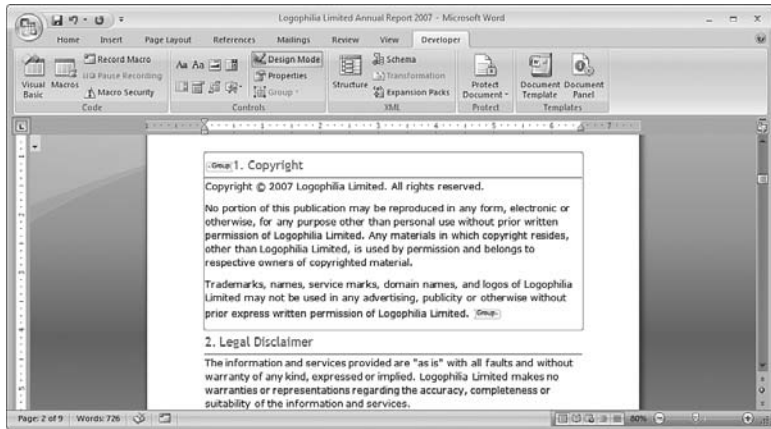 Logophilia Limited Annual Report 2007 - Microsoft Word
Home Insert Page Layout References Mailings Review View Developer
Visual Basic
Macros
Record Macro
Pause Recording
Macro Security
Code
Aa Aa
Design Mode
Properties
Group
Controls
Structure
Schema
Transformation
Expansion Packs
XML
Protect Document
Protect
Document Template
Document Panel
Templates
Group 1. Copyright
Copyright © 2007 Logophilia Limited. All rights reserved.
No portion of this publication may be reproduced in any form, electronic or
otherwise, for any purpose other than personal use without prior written
permission of Logophilia Limited. Any materials in which copyright resides,
other than Logophilia Limited, is used by permission and belongs to
respective owners of copyrighted material.
Trademarks, names, service marks, domain names, and logos of Logophilia
Limited may not be used in any advertising, publicity or otherwise without
prior express written permission of Logophilia Limited. Group
2. Legal Disclaimer
The information and services provided are "as is" with all faults and without
warranty of any kind, expressed or implied. Logophilia Limited makes no
warranties or representations regarding the accuracy, completeness or
suitability of the information and services.
Page: 2 of 9 Words: 726 80%